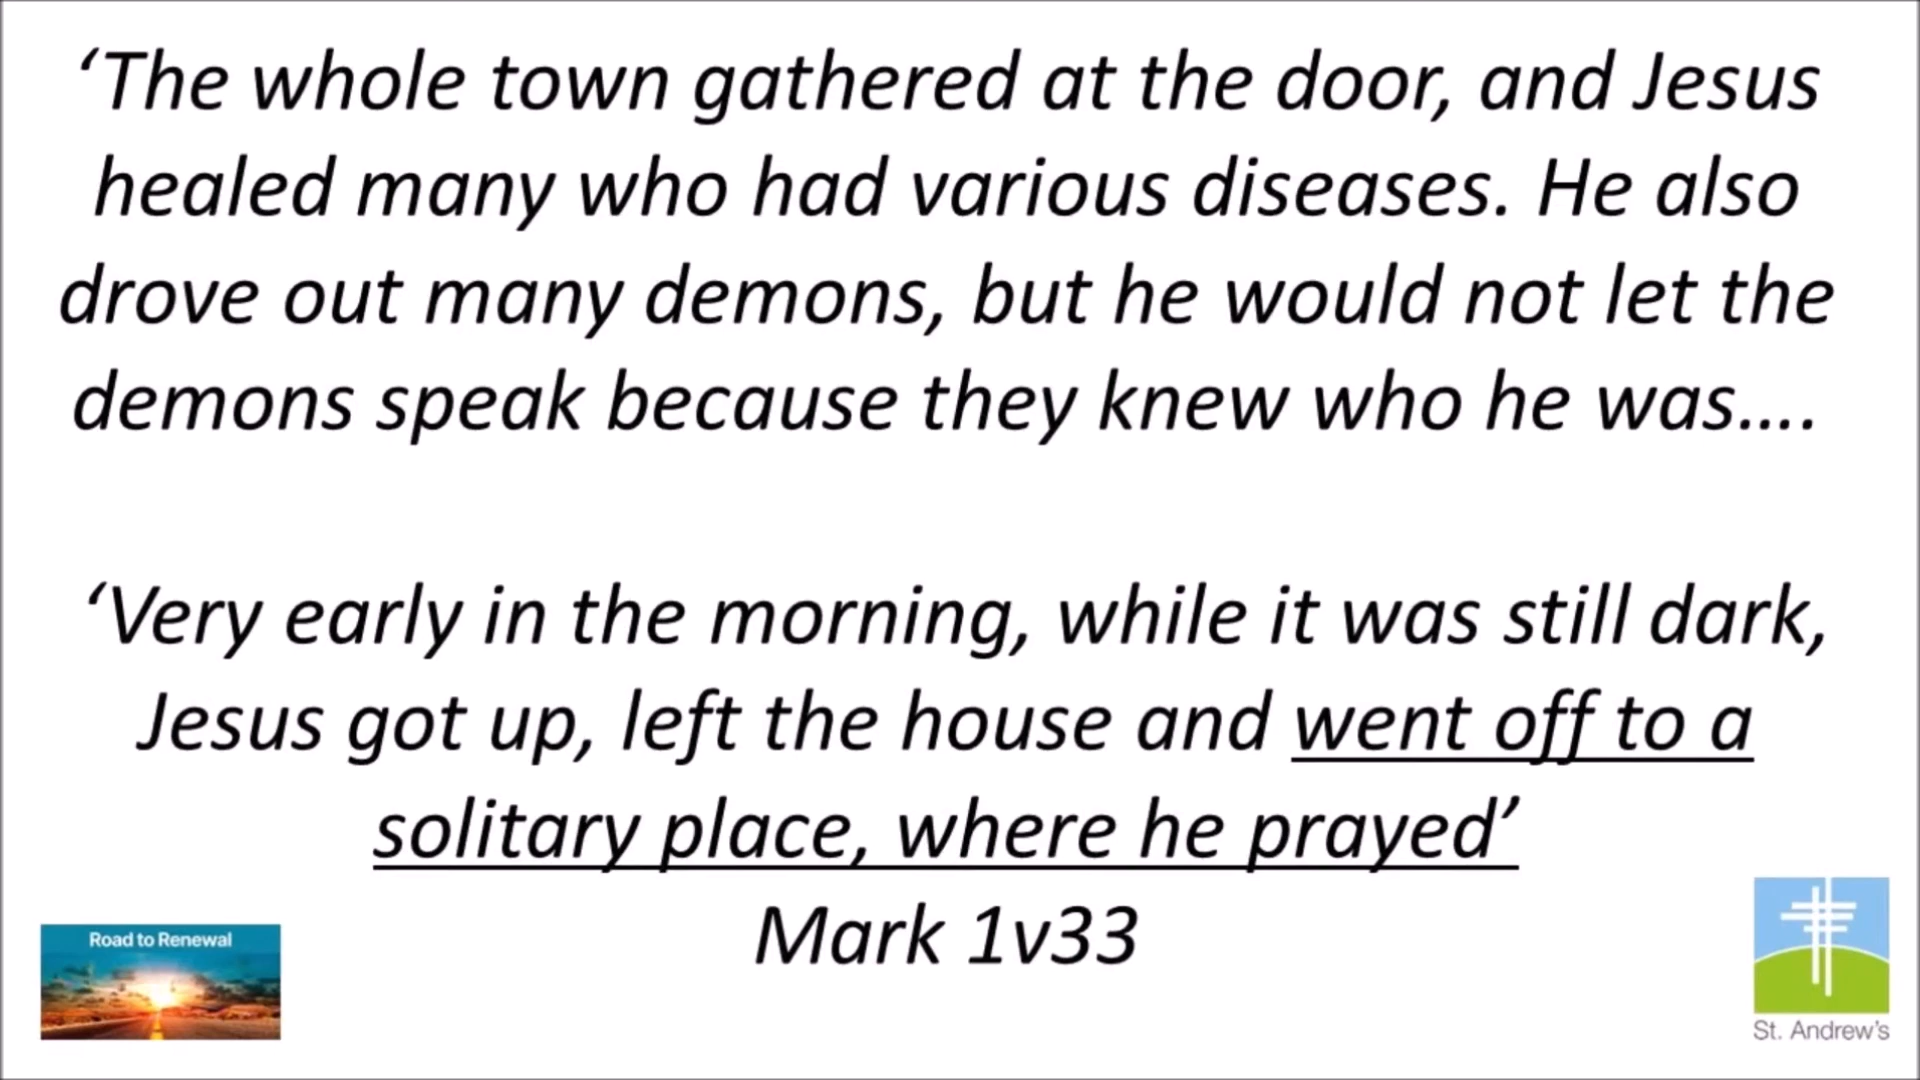 ‘The whole town gathered at the door, and Jesus
healed many who had various diseases. He also
drove out many demons, but he would not let the
demons speak because they knew who he was....
‘Very early in the morning, while it was still dark,
Jesus got up, left the house and went off to a
solitary place, where he prayed’
Mark 1v33
Road to Renewal
St. Andrew's